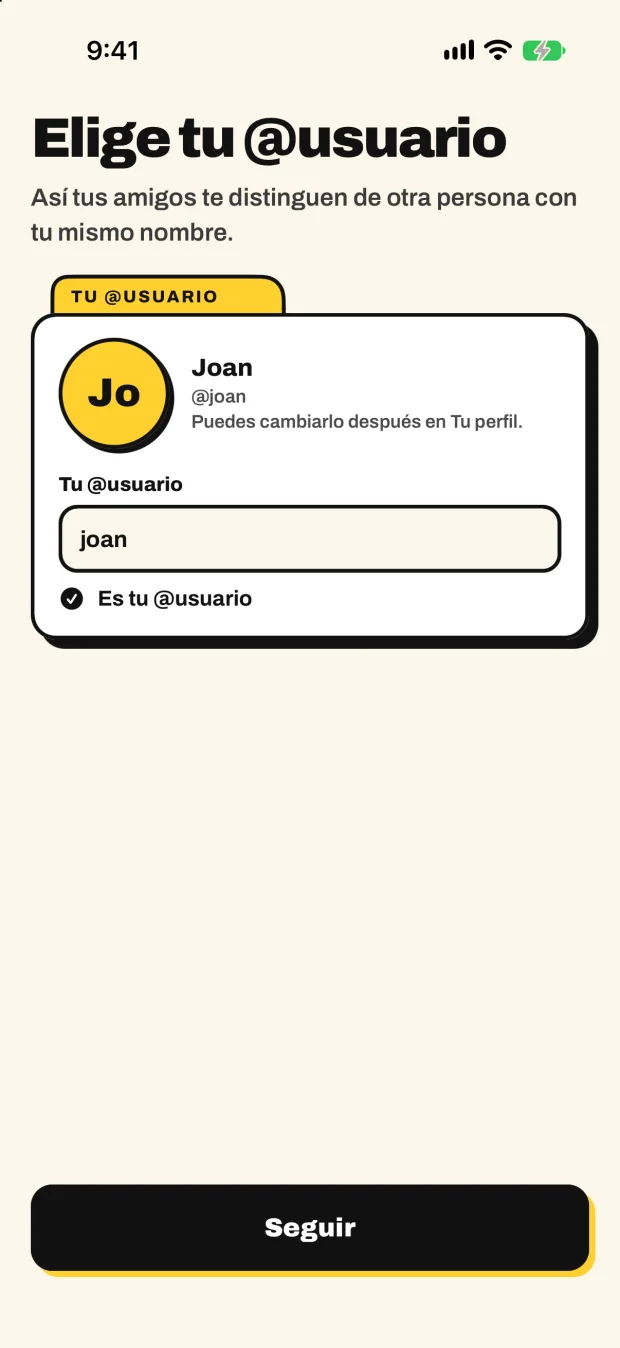 9:41
Elige tu @usuario
Así tus amigos te distinguen de otra persona con
tu mismo nombre.
TU @USUARIO
Jo
Joan
@joan
Puedes cambiarlo después en Tu perfil.
Tu @usuario
joan
Es tu @usuario
Seguir